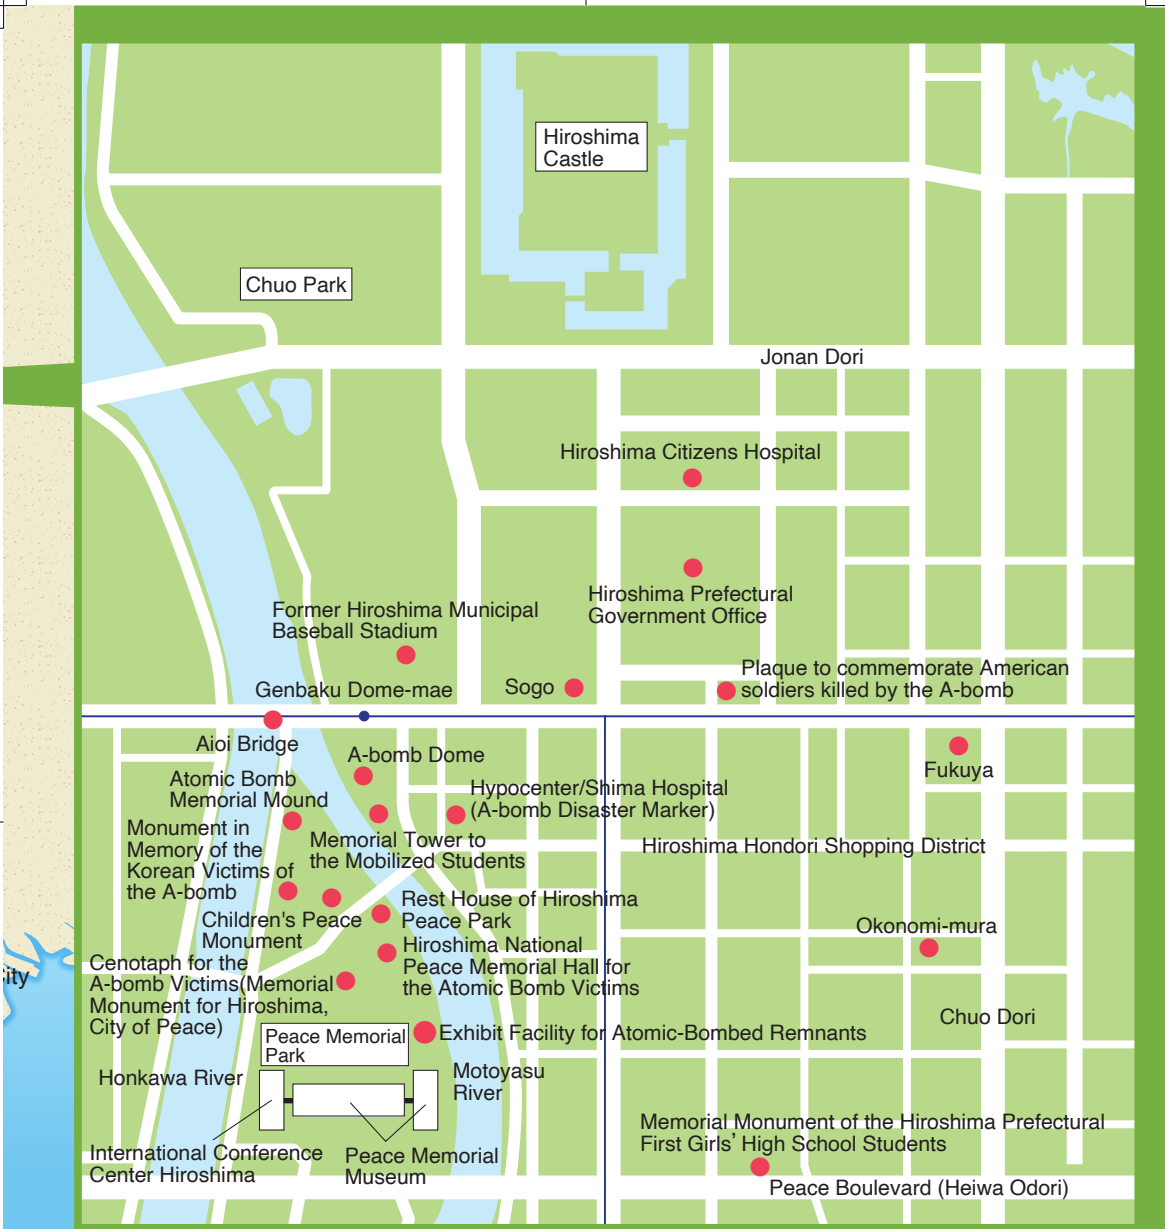 Hiroshima
Castle
Chuo Park
Jonan Dori
Hiroshima Citizens Hospital
Hiroshima Prefectural
Government Office
Former Hiroshima Municipal
Baseball Stadium
Plaque to commemorate American
soldiers killed by the A-bomb
Sogo
Genbaku Dome-mae
Aioi Bridge
A-bomb Dome
Fukuya
Atomic Bomb
Memorial Mound
Hypocenter/Shima Hospital
(A-bomb Disaster Marker)
Monument in
Memory of the
Korean Victims of
the A-bomb
Memorial Tower to
the Mobilized Students
Hiroshima Hondori Shopping District
Children's Peace
Monument
Rest House of Hiroshima
Peace Park
Okonomi-mura
Hiroshima National
Peace Memorial Hall for
the Atomic Bomb Victims
Cenotaph for the
A-bomb Victims(Memorial
Monument for Hiroshima,
City of Peace)
City
Chuo Dori
Exhibit Facility for Atomic-Bombed Remnants
Peace Memorial
Park
Honkawa River
Motoyasu
River
International Conference
Center Hiroshima
Peace Memorial
Museum
Memorial Monument of the Hiroshima Prefectural
First Girls’ High School Students
Peace Boulevard (Heiwa Odori)